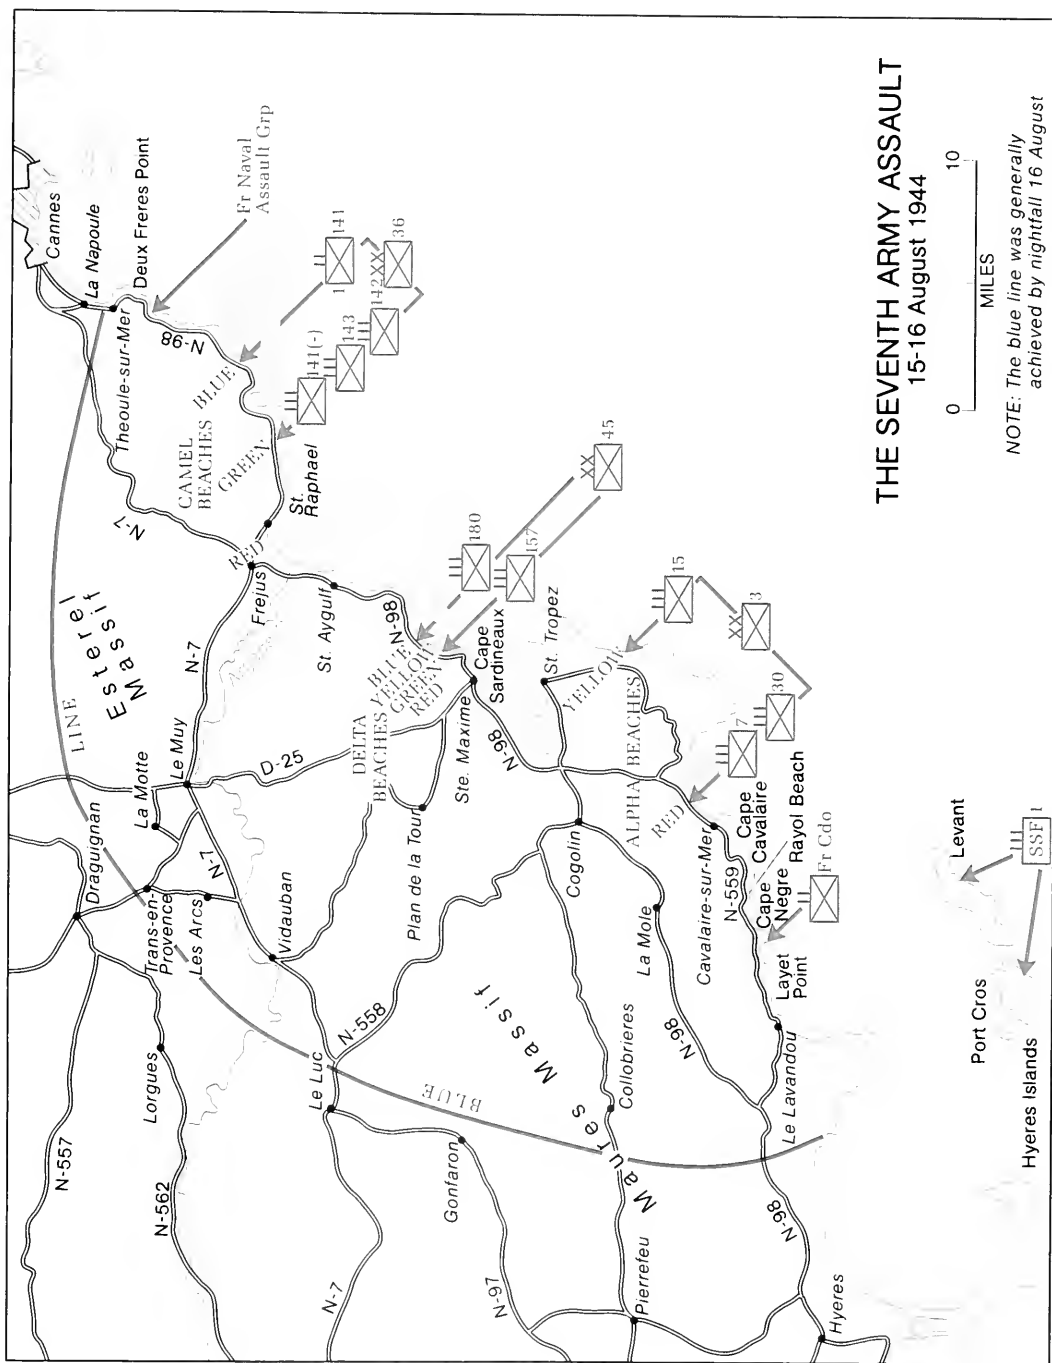 THE SEVENTH ARMY ASSAULT
15-16 August 1944
0 10
MILES
NOTE: The blue line was generally
achieved by nightfall 16 August
Cannes
La Napoule
Deux Freres Point
Theoule-sur-Mer
N-98
Fr Naval
Assault Grp
BLUE
CAMEL
BEACHES
GREEN
RED
1 141
141(-)
143
142
XX
36
N-7
St.
Raphael
Frejus
St. Aygulf
N-98
Esterel
Massif
LINE
N-7
Argens
La Motte
Le Muy
D-25
DELTA
BEACHES
BLUE
YELLOW
GREEN
RED
180
157
XX
45
Cape
Sardineaux
Ste. Maxime
N-98
St. Tropez
YELLOW
ALPHA BEACHES
RED
15
XX
3
7
30
Draguignan
Trans-en-
Provence
Les Arcs
N-7
Vidauban
Plan de la Tour
Cogolin
La Mole
Cavalaire-sur-Mer
Cape
Cavalaire
Rayol Beach
N-559
Cape
Negre
Fr Cdo
Layet
Point
Le Lavandou
N-98
Lorgues
N-557
N-562
Le Luc
N-558
Maures Massif
BLUE
Gonfaron
Collobrieres
N-7
N-97
Pierrefeu
N-98
Hyeres
Levant
SSF 1
Port Cros
Hyeres Islands